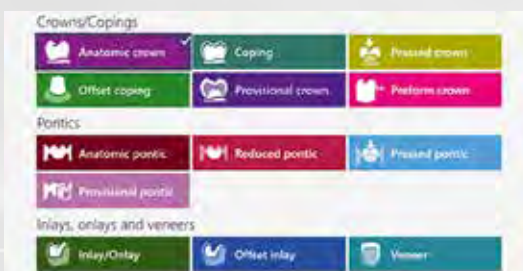 Crowns/Copings
Anatomic crown Coping Pressed crown
Offset coping Provisional crown Preform crown
Pontics
Anatomic pontic Reduced pontic Pressed pontic
Provisional pontic
Inlays, onlays and veneers
Inlay/Onlay Offset inlay Veneer